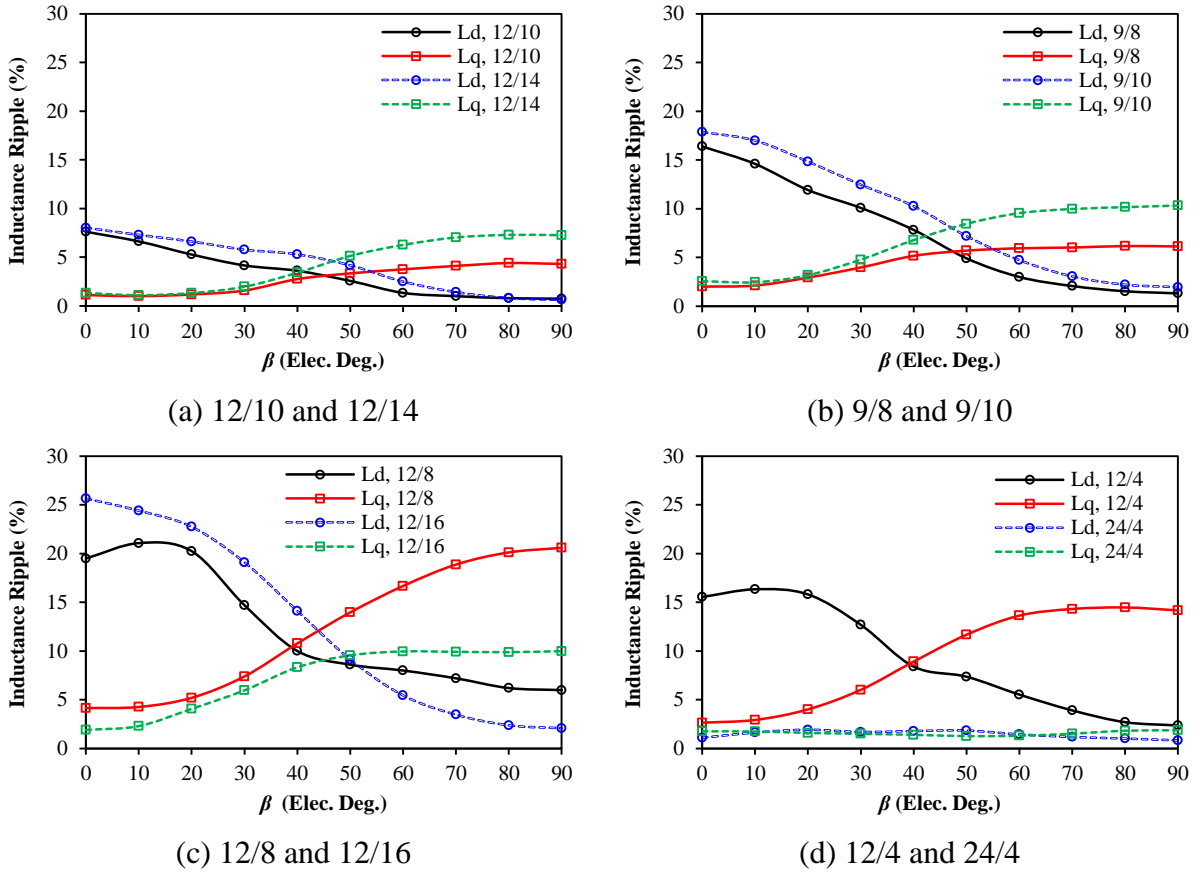 Inductance Ripple (%)
30
25
20
15
10
5
0
Ld, 12/10
Lq, 12/10
Ld, 12/14
Lq, 12/14
0 10 20 30 40 50 60 70 80 90
β (Elec. Deg.)
(a) 12/10 and 12/14
Inductance Ripple (%)
30
25
20
15
10
5
0
Ld, 9/8
Lq, 9/8
Ld, 9/10
Lq, 9/10
0 10 20 30 40 50 60 70 80 90
β (Elec. Deg.)
(b) 9/8 and 9/10
Inductance Ripple (%)
30
25
20
15
10
5
0
Ld, 12/8
Lq, 12/8
Ld, 12/16
Lq, 12/16
0 10 20 30 40 50 60 70 80 90
β (Elec. Deg.)
(c) 12/8 and 12/16
Inductance Ripple (%)
30
25
20
15
10
5
0
Ld, 12/4
Lq, 12/4
Ld, 24/4
Lq, 24/4
0 10 20 30 40 50 60 70 80 90
β (Elec. Deg.)
(d) 12/4 and 24/4